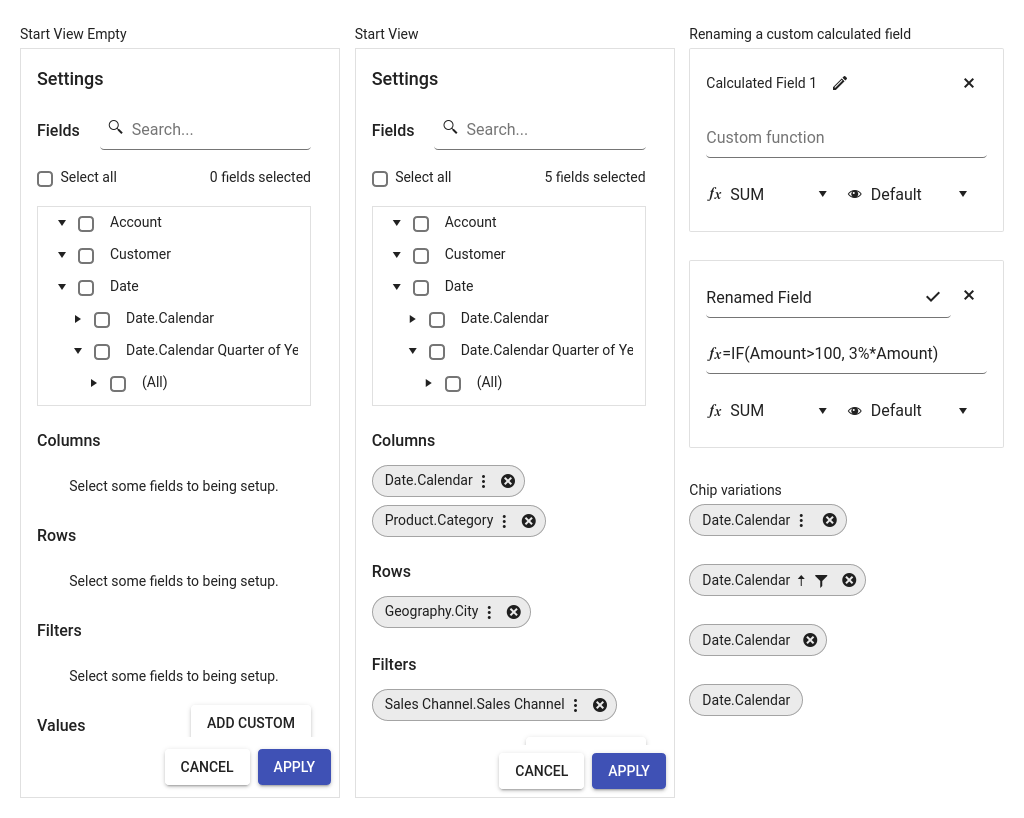 Start View Empty
Settings
Fields
Search...
Select all
0 fields selected
Account
Customer
Date
Date.Calendar
Date.Calendar Quarter of Ye
(All)
Columns
Select some fields to being setup.
Rows
Select some fields to being setup.
Filters
Select some fields to being setup.
Values
ADD CUSTOM
CANCEL
APPLY
Start View
Settings
Fields
Search...
Select all
5 fields selected
Account
Customer
Date
Date.Calendar
Date.Calendar Quarter of Ye
(All)
Columns
Date.Calendar
Product.Category
Rows
Geography.City
Filters
Sales Channel.Sales Channel
CANCEL
APPLY
Renaming a custom calculated field
Calculated Field 1
Custom function
fx SUM
Default
Renamed Field
fx=IF(Amount>100, 3%*Amount)
fx SUM
Default
Chip variations
Date.Calendar
Date.Calendar
Date.Calendar
Date.Calendar